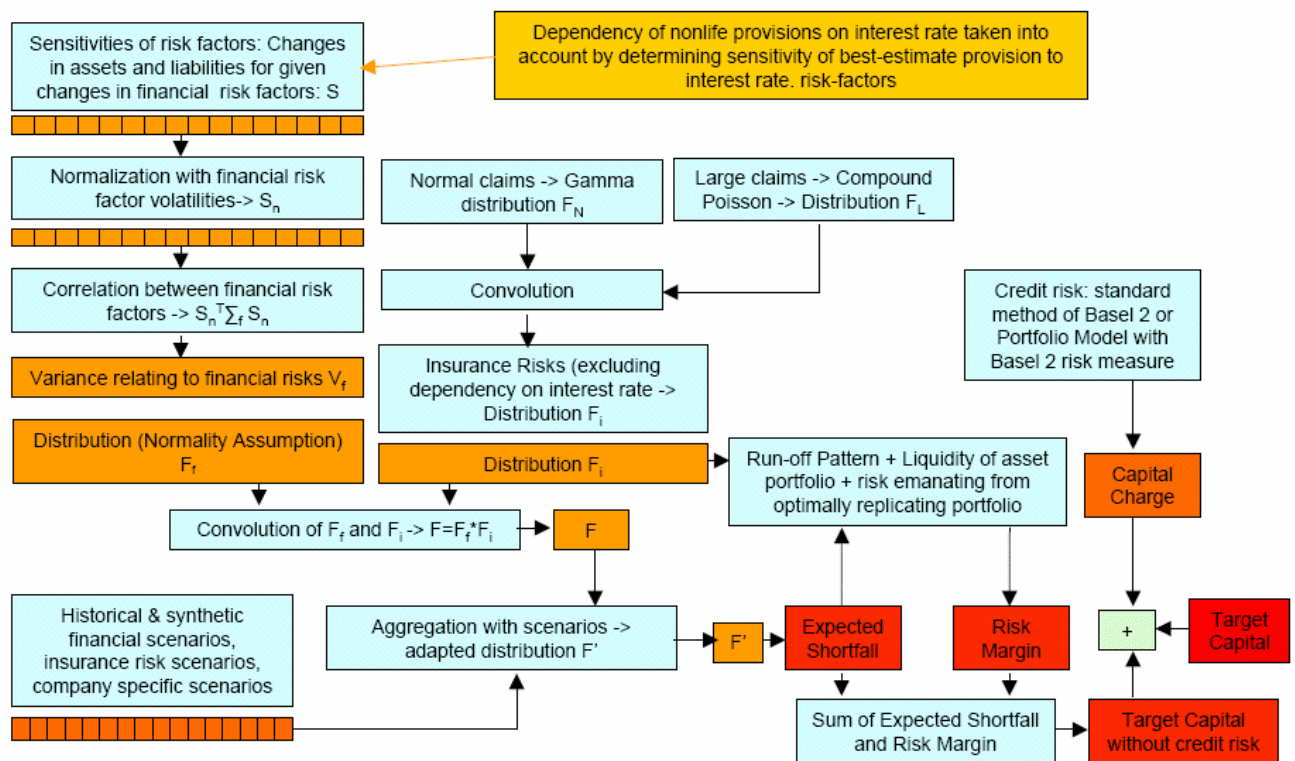 Sensitivities of risk factors: Changes
in assets and liabilities for given
changes in financial risk factors: S
Dependency of nonlife provisions on interest rate taken into
account by determining sensitivity of best-estimate provision to
interest rate. risk-factors
Normalization with financial risk
factor volatilities-> Sn
Normal claims -> Gamma
distribution FN
Large claims -> Compound
Poisson -> Distribution FL
Correlation between financial risk
factors -> SnT∑f Sn
Convolution
Credit risk: standard
method of Basel 2 or
Portfolio Model with
Basel 2 risk measure
Variance relating to financial risks Vf
Insurance Risks (excluding
dependency on interest rate ->
Distribution Fi
Distribution (Normality Assumption)
Ff
Distribution Fi
Run-off Pattern + Liquidity of asset
portfolio + risk emanating from
optimally replicating portfolio
Capital
Charge
Convolution of Ff and Fi -> F=Ff*Fi
F
Historical & synthetic
financial scenarios,
insurance risk scenarios,
company specific scenarios
Aggregation with scenarios ->
adapted distribution F'
F'
Expected
Shortfall
Risk
Margin
+
Target
Capital
Sum of Expected Shortfall
and Risk Margin
Target Capital
without credit risk